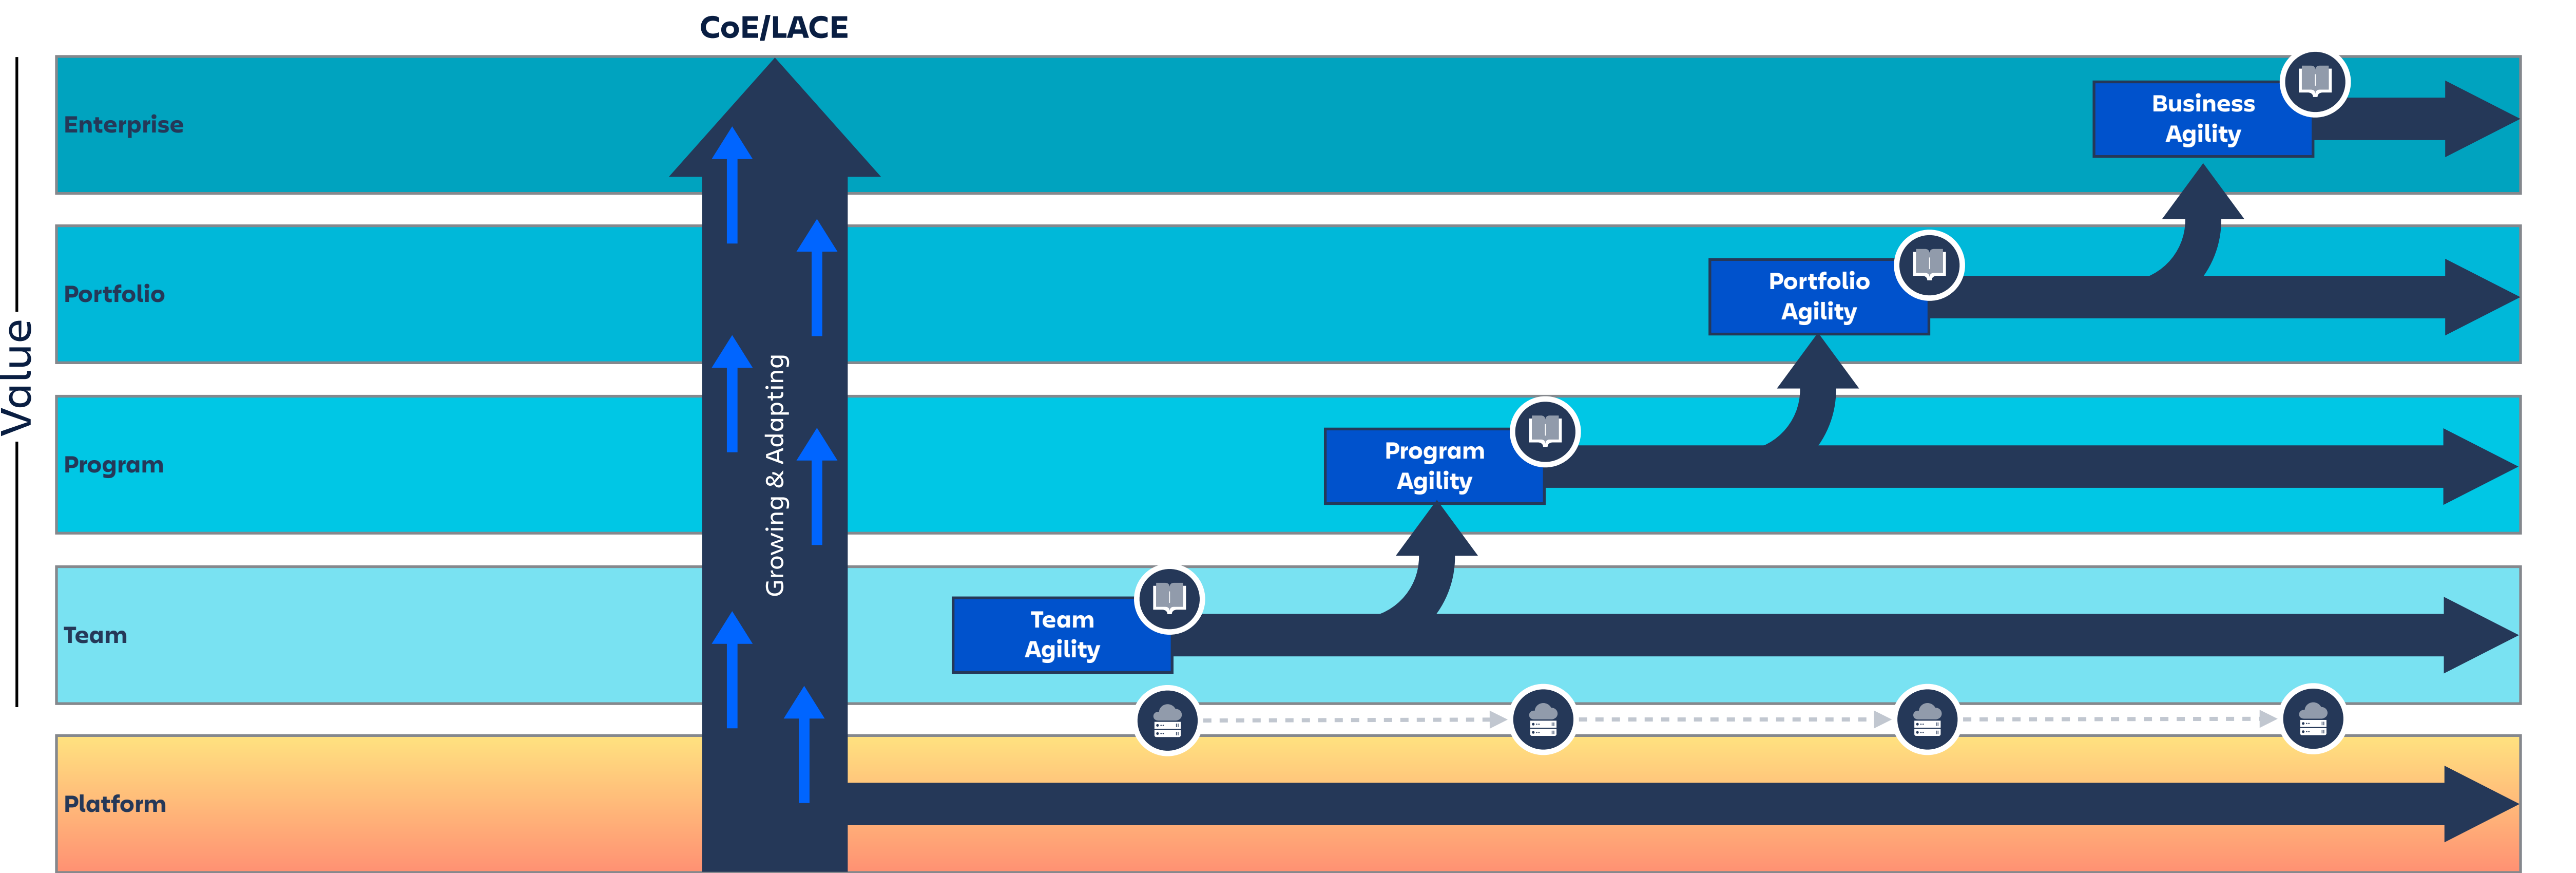 CoE/LACE
Value
Enterprise
Business
Agility
Portfolio
Portfolio
Agility
Growing & Adapting
Program
Program
Agility
Team
Team
Agility
Platform